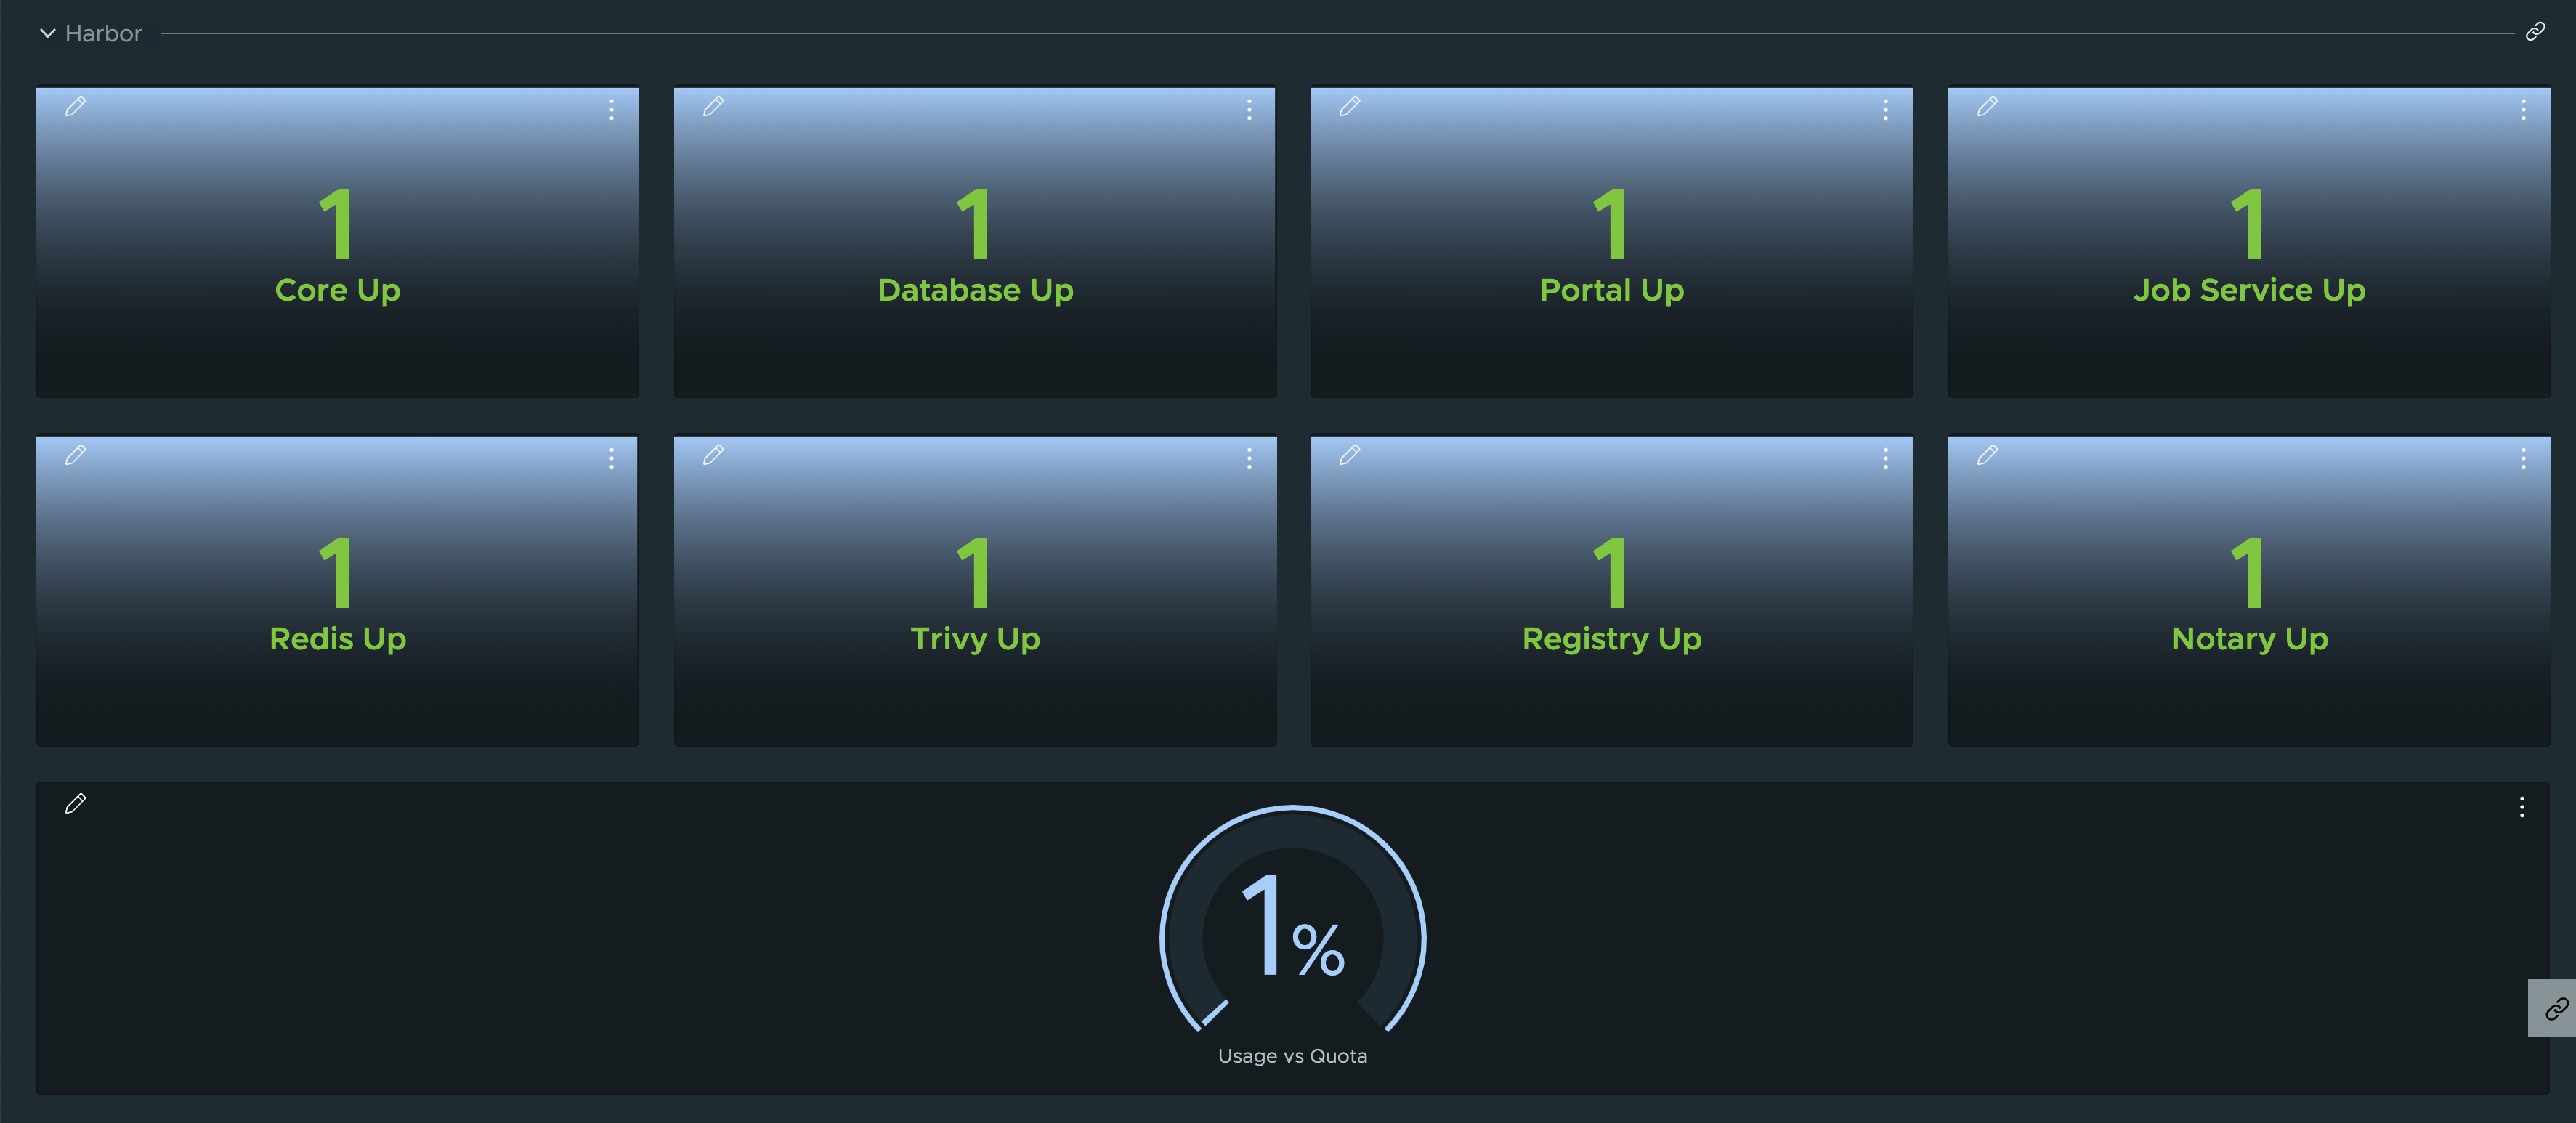 Harbor
1
Core Up
1
Database Up
1
Portal Up
1
Job Service Up
1
Redis Up
1
Trivy Up
1
Registry Up
1
Notary Up
1%
Usage vs Quota